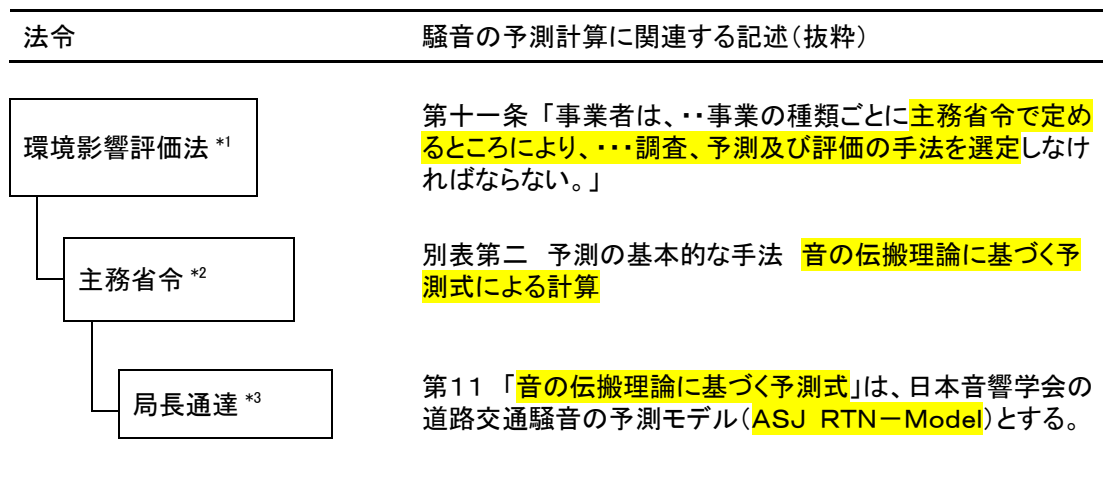 法令
騒音の予測計算に関連する記述(抜粋)
環境影響評価法 *1
第十一条 「事業者は、・・事業の種類ごとに主務省令で定め
るところにより、・・・調査、予測及び評価の手法を選定しなけ
ればならない。」
主務省令 *2
別表第二 予測の基本的な手法 音の伝搬理論に基づく予
測式による計算
局長通達 *3
第11 「音の伝搬理論に基づく予測式」は、日本音響学会の
道路交通騒音の予測モデル(ASJ RTN-Model)とする。